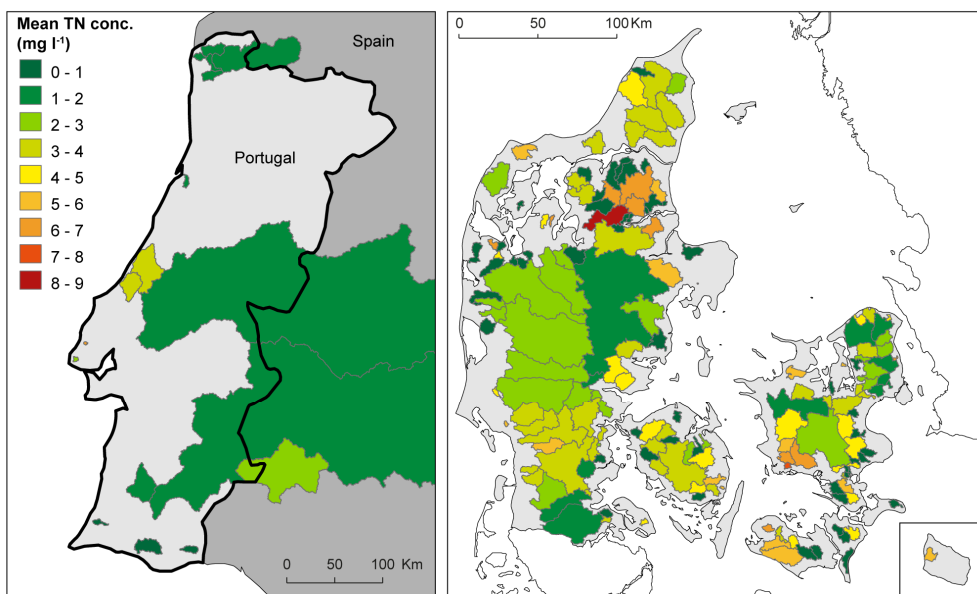 Mean TN conc.
(mg l⁻¹)
0 - 1
1 - 2
2 - 3
3 - 4
4 - 5
5 - 6
6 - 7
7 - 8
8 - 9
Spain
Portugal
0 50 100 Km
0 50 100 Km